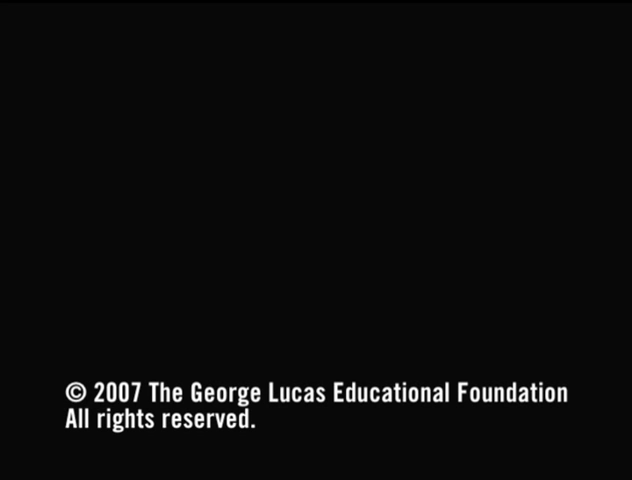 © 2007 The George Lucas Educational Foundation
All rights reserved.